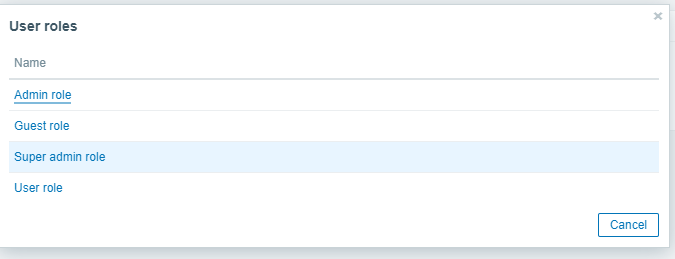 User roles
Name
Admin role
Guest role
Super admin role
User role
Cancel